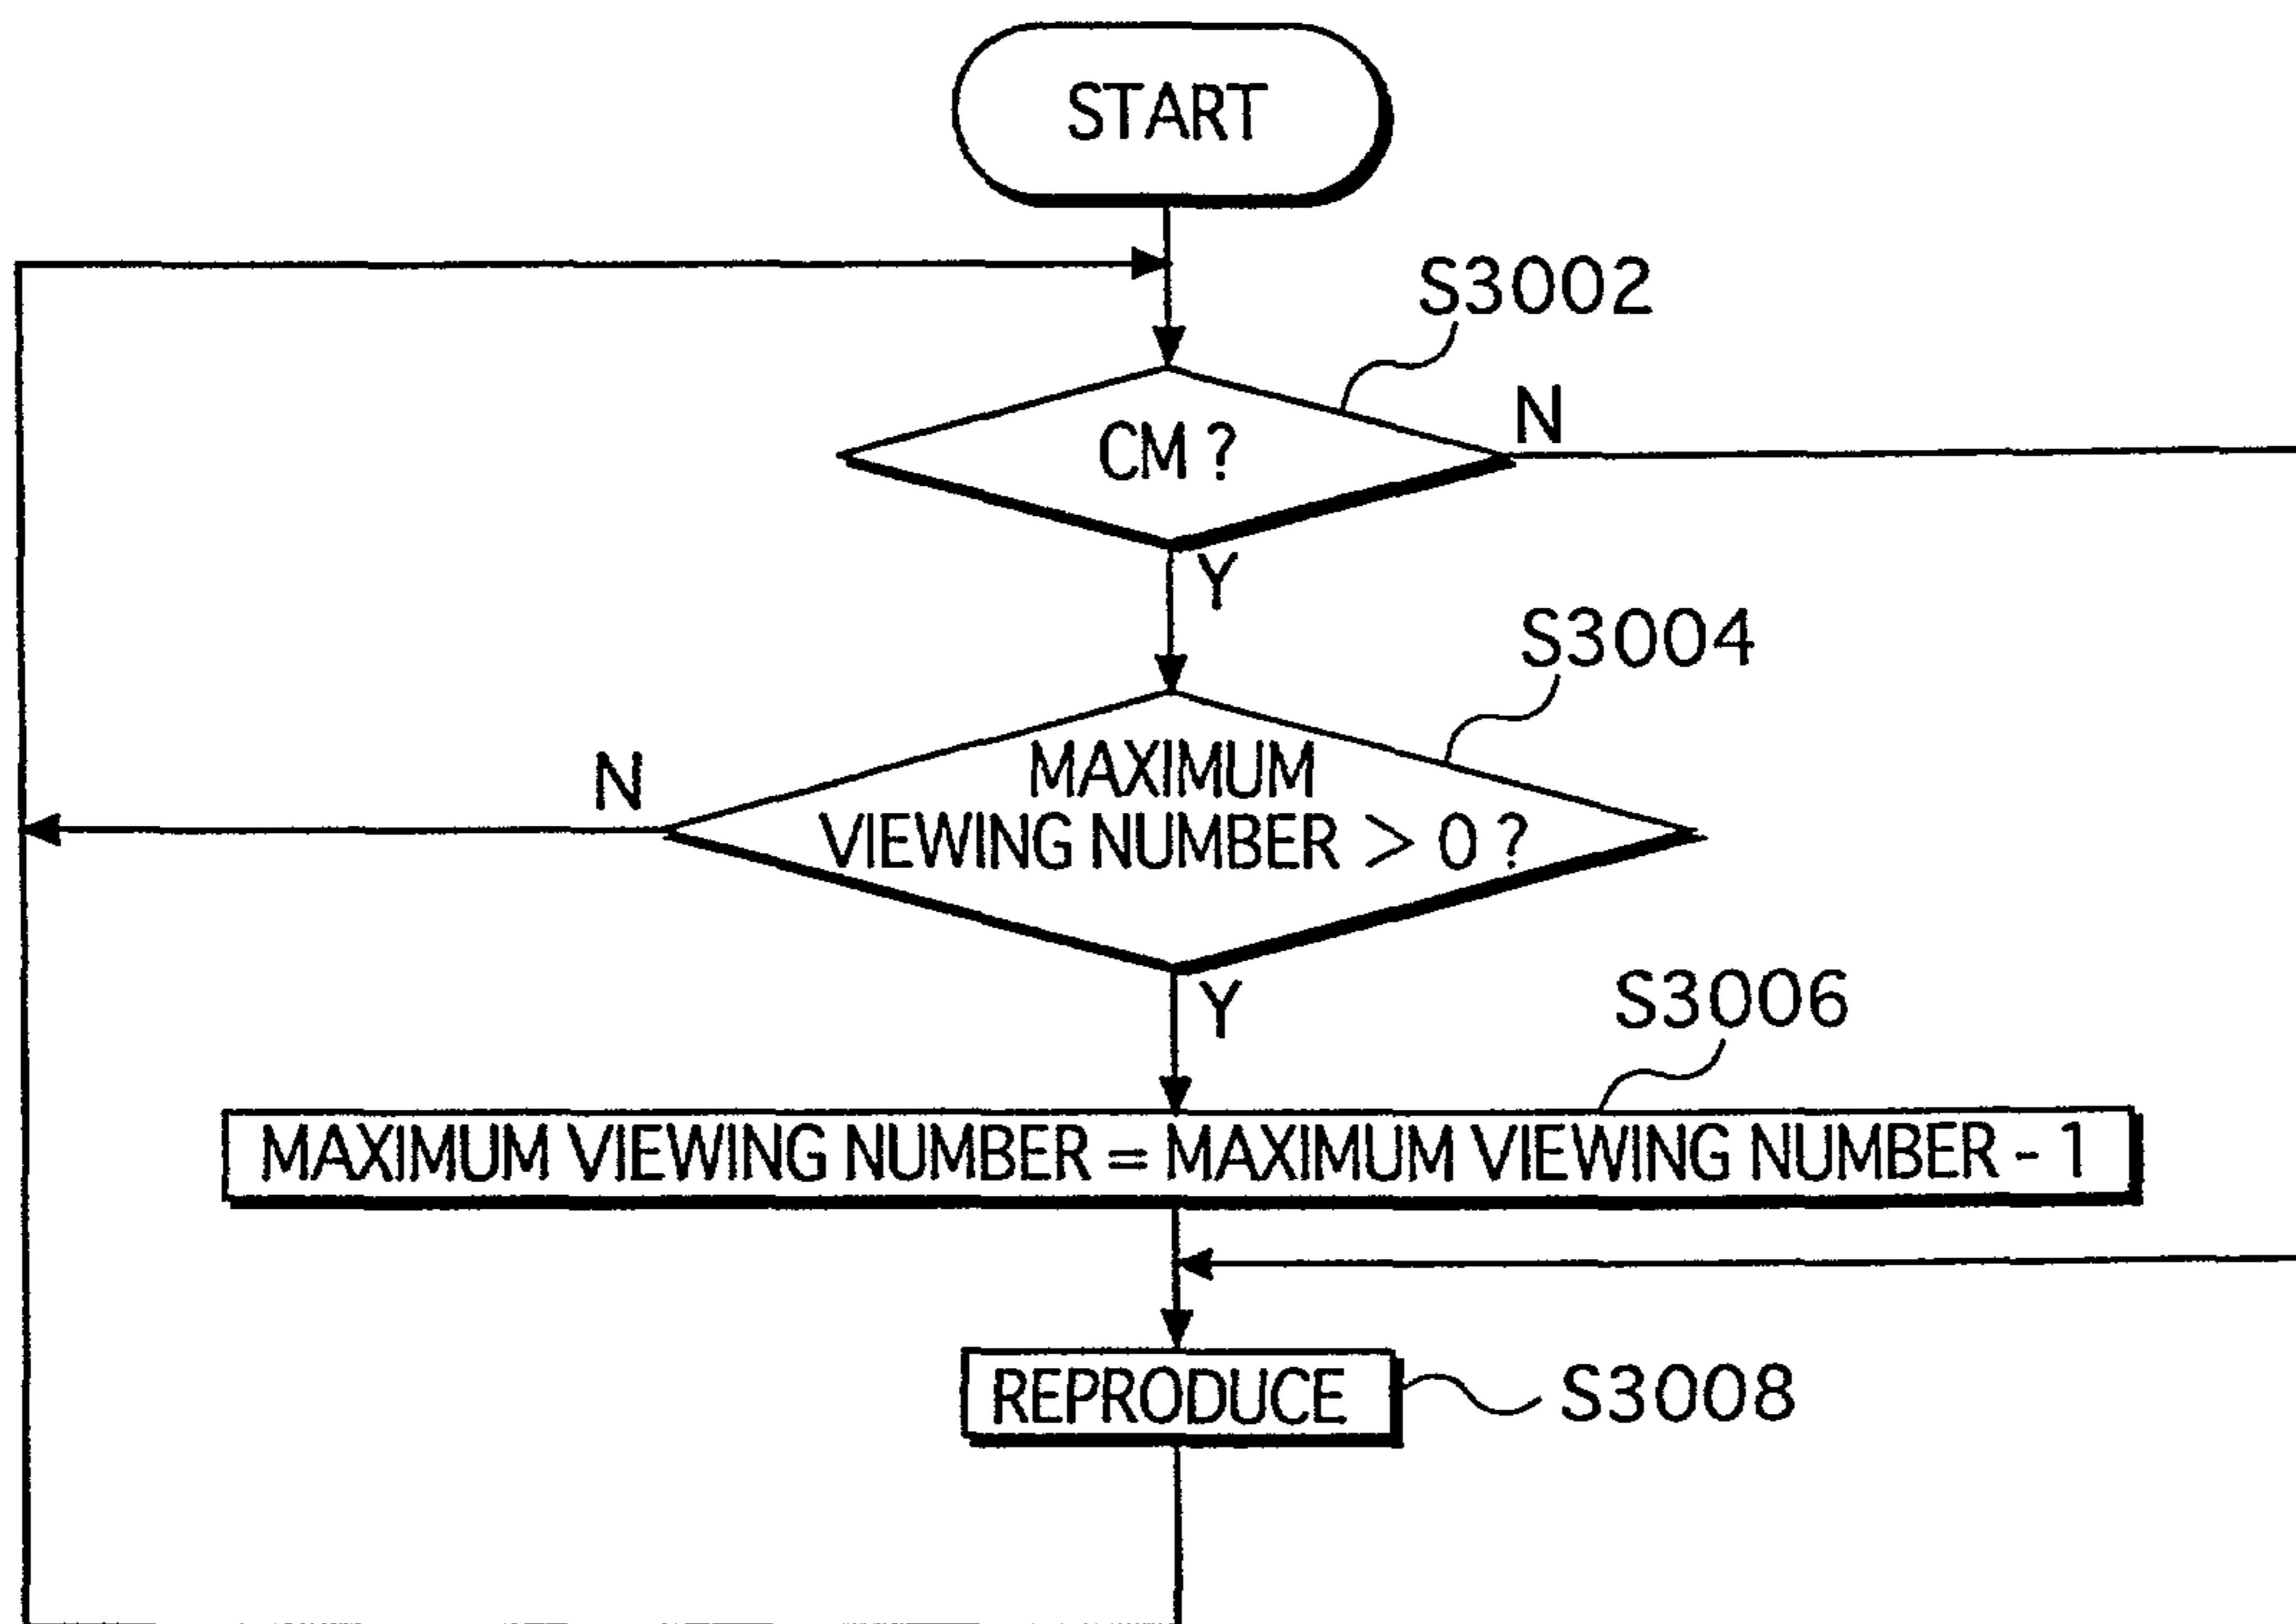 START
S3002
CM ?
N
Y
S3004
N
MAXIMUM
VIEWING NUMBER > 0 ?
Y
S3006
MAXIMUM VIEWING NUMBER = MAXIMUM VIEWING NUMBER - 1
REPRODUCE
S3008